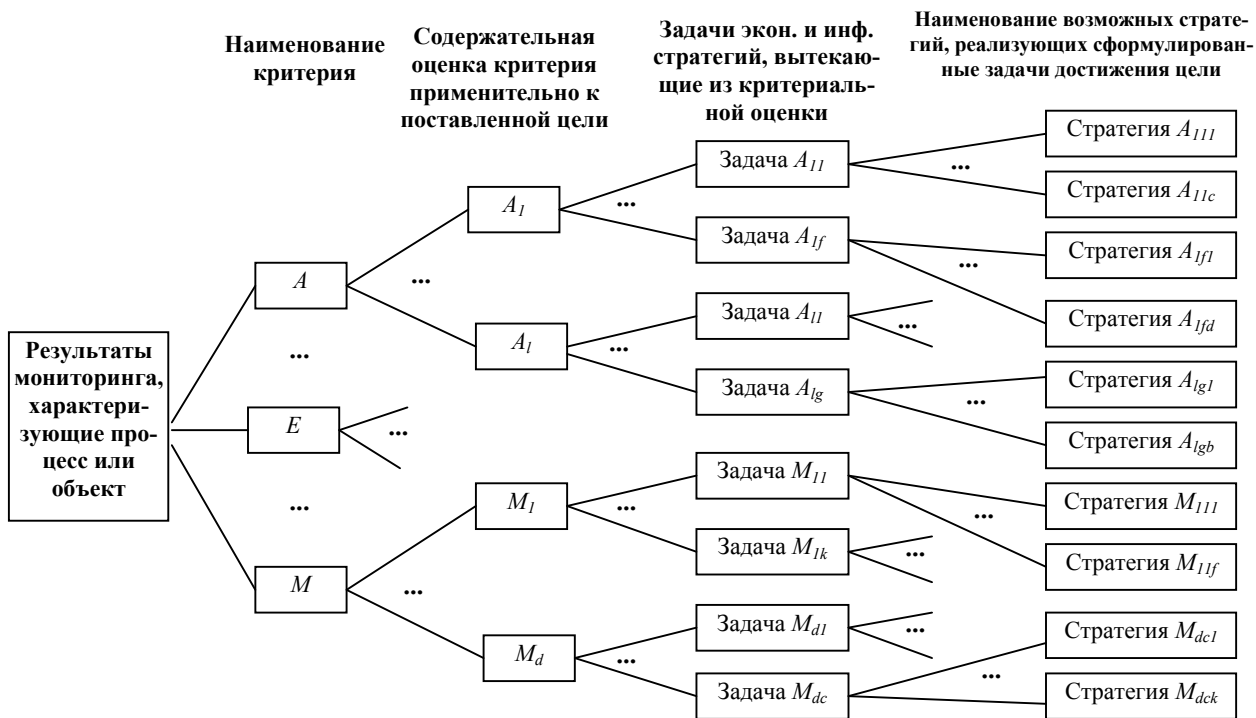 Наименование
критерия
Содержательная
оценка критерия
применительно к
поставленной цели
Задачи экон. и инф.
стратегий, вытекаю-
щие из критериаль-
ной оценки
Наименование возможных страте-
гий, реализующих сформулирован-
ные задачи достижения цели
Результаты
мониторинга,
характери-
зующие про-
цесс или
объект
A
...
E
...
...
M
A1
...
Al
M1
...
Md
...
...
...
...
Задача A11
Задача A1f
Задача Al1
Задача Alg
Задача M11
Задача M1k
Задача Md1
Задача Mdc
...
...
...
...
...
...
...
...
Стратегия A111
Стратегия A11c
Стратегия A1f1
Стратегия A1fd
Стратегия Alg1
Стратегия Algb
Стратегия M111
Стратегия M11f
Стратегия Mdc1
Стратегия Mdck